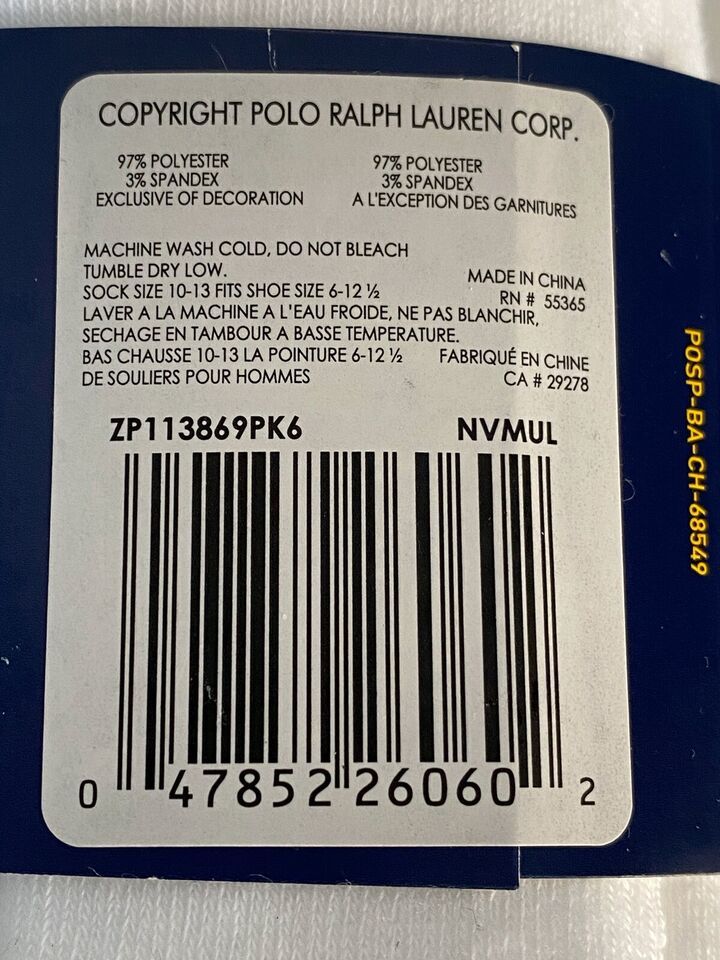 COPYRIGHT POLO RALPH LAUREN CORP.
97% POLYESTER
3% SPANDEX
EXCLUSIVE OF DECORATION
97% POLYESTER
3% SPANDEX
A L'EXCEPTION DES GARNITURES
MACHINE WASH COLD, DO NOT BLEACH
TUMBLE DRY LOW.
SOCK SIZE 10-13 FITS SHOE SIZE 6-12 ½
MADE IN CHINA
RN # 55365
LAVER A LA MACHINE A L'EAU FROIDE, NE PAS BLANCHIR,
SECHAGE EN TAMBOUR A BASSE TEMPERATURE.
BAS CHAUSSE 10-13 LA POINTURE 6-12 ½
DE SOULIERS POUR HOMMES
FABRIQUÉ EN CHINE
CA # 29278
ZP113869PK6 NVMUL
0 47852 26060 2
POSP-BA-CH-68549